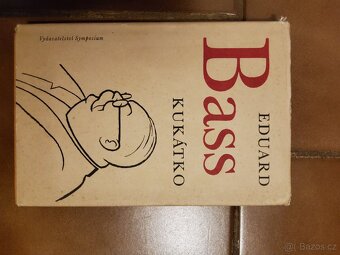 EDUARD
Bass
KUKÁTKO
Vydavatelství Symposium
Bazos.cz